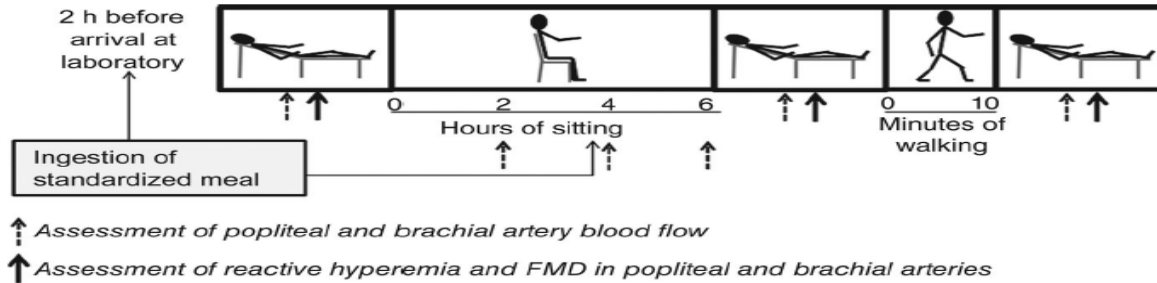 2 h before
arrival at
laboratory
0 2 4 6
Hours of sitting
0 10
Minutes of
walking
Ingestion of
standardized meal
Assessment of popliteal and brachial artery blood flow
Assessment of reactive hyperemia and FMD in popliteal and brachial arteries